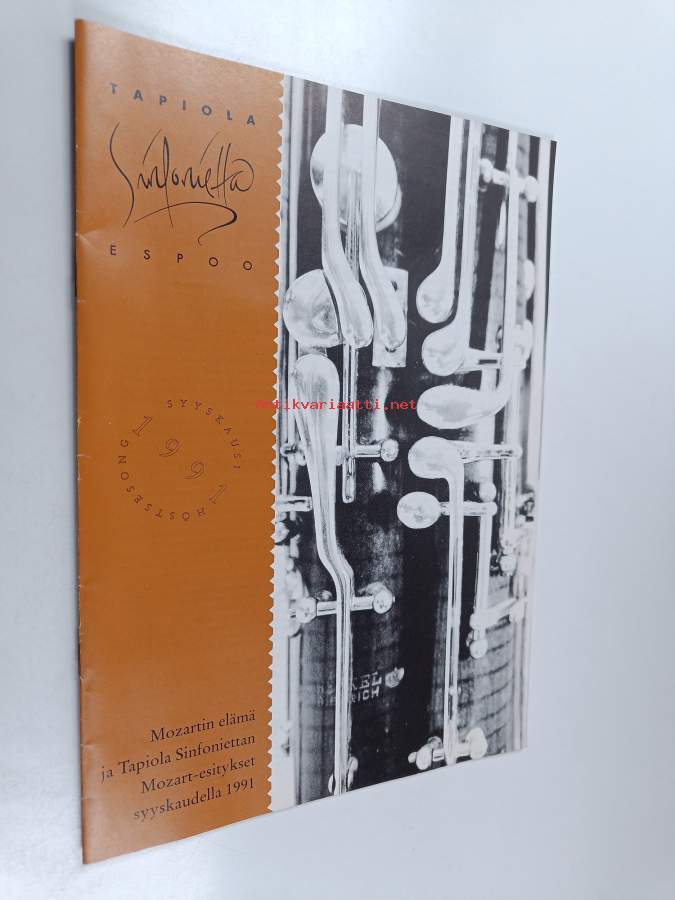 TAPIOLA
Sinfonietta
ESPOO
SYYSKAUSI
1991
HÖSTSESONG
antikvariaatti.net
Mozartin elämä
ja Tapiola Sinfoniettan
Mozart-esitykset
syyskaudella 1991